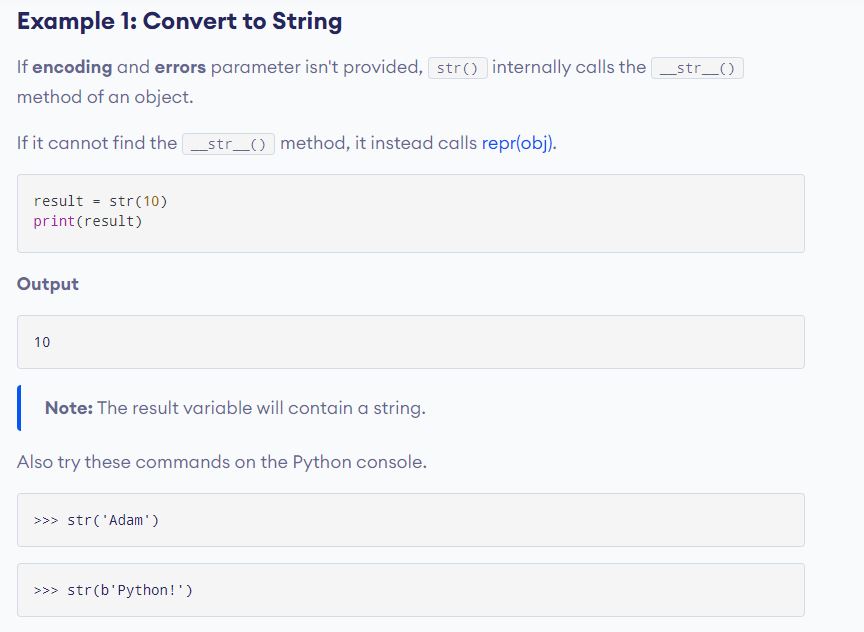 Example 1: Convert to String
If encoding and errors parameter isn't provided, str() internally calls the __str__()
method of an object.
If it cannot find the __str__() method, it instead calls repr(obj).
result = str(10)
print(result)
Output
10
Note: The result variable will contain a string.
Also try these commands on the Python console.
>>> str('Adam')
>>> str(b'Python!')